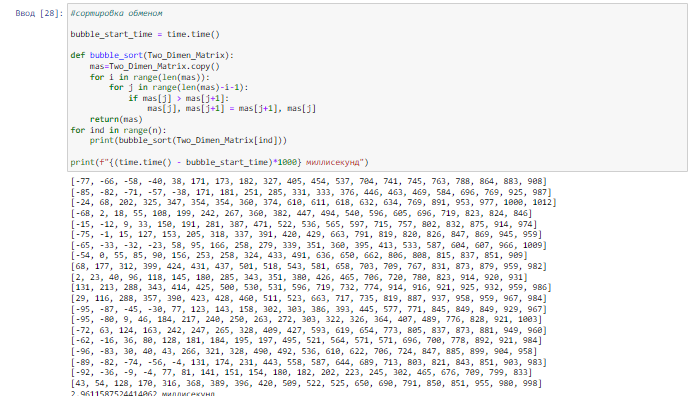 Ввод [28]:
#сортировка обменом
bubble_start_time = time.time()
def bubble_sort(Two_Dimen_Matrix):
mas=Two_Dimen_Matrix.copy()
for i in range(len(mas)):
for j in range(len(mas)-i-1):
if mas[j] > mas[j+1]:
mas[j], mas[j+1] = mas[j+1], mas[j]
return(mas)
for ind in range(n):
print(bubble_sort(Two_Dimen_Matrix[ind]))
print(f"{(time.time() - bubble_start_time)*1000} миллисекунд")
[-77, -66, -58, -40, 38, 171, 173, 182, 327, 405, 454, 537, 704, 741, 745, 763, 788, 864, 883, 908]
[-85, -82, -71, -57, -38, 171, 181, 251, 285, 331, 333, 376, 446, 463, 469, 584, 696, 769, 925, 987]
[-24, 68, 202, 325, 347, 354, 354, 360, 374, 610, 611, 618, 632, 634, 769, 891, 953, 977, 1000, 1012]
[-68, 2, 18, 55, 108, 199, 242, 267, 360, 382, 447, 494, 540, 596, 605, 696, 719, 823, 824, 846]
[-15, -12, 9, 33, 150, 191, 281, 387, 471, 522, 536, 565, 597, 715, 757, 802, 832, 875, 914, 974]
[-75, -1, 15, 127, 153, 205, 318, 337, 391, 420, 429, 663, 791, 819, 820, 826, 847, 869, 945, 959]
[-65, -33, -32, -23, 58, 95, 166, 258, 279, 339, 351, 360, 395, 413, 533, 587, 604, 607, 966, 1009]
[-54, 0, 55, 85, 90, 156, 253, 258, 324, 433, 491, 636, 650, 662, 806, 808, 815, 837, 851, 909]
[68, 177, 312, 399, 424, 431, 437, 501, 518, 543, 581, 658, 703, 709, 767, 831, 873, 879, 959, 982]
[2, 23, 40, 96, 118, 145, 180, 285, 343, 351, 380, 426, 465, 706, 720, 780, 823, 914, 920, 931]
[131, 213, 288, 343, 414, 425, 500, 530, 531, 596, 719, 732, 774, 914, 916, 921, 925, 932, 959, 986]
[29, 116, 288, 357, 390, 423, 428, 460, 511, 523, 663, 717, 735, 819, 887, 937, 958, 959, 967, 984]
[-95, -87, -45, -30, 77, 123, 143, 158, 302, 303, 386, 393, 445, 577, 771, 845, 849, 849, 929, 967]
[-95, -80, 9, 46, 184, 217, 240, 250, 263, 272, 303, 322, 326, 364, 407, 489, 776, 828, 921, 1003]
[-72, 63, 124, 163, 242, 247, 265, 328, 409, 427, 593, 619, 654, 773, 805, 837, 873, 881, 949, 960]
[-62, -16, 36, 80, 128, 181, 184, 195, 197, 495, 521, 564, 571, 571, 696, 700, 778, 892, 921, 984]
[-96, -83, 30, 40, 43, 266, 321, 328, 490, 492, 536, 610, 622, 706, 724, 847, 885, 899, 904, 958]
[-89, -82, -74, -56, -4, 131, 174, 231, 443, 558, 587, 644, 689, 713, 803, 821, 843, 851, 903, 983]
[-92, -36, -9, -4, 77, 81, 141, 151, 154, 180, 182, 202, 223, 245, 302, 465, 676, 709, 799, 833]
[43, 54, 128, 170, 316, 368, 389, 396, 420, 509, 522, 525, 650, 690, 791, 850, 851, 955, 980, 998]
2.9611587524414062 миллисекунд